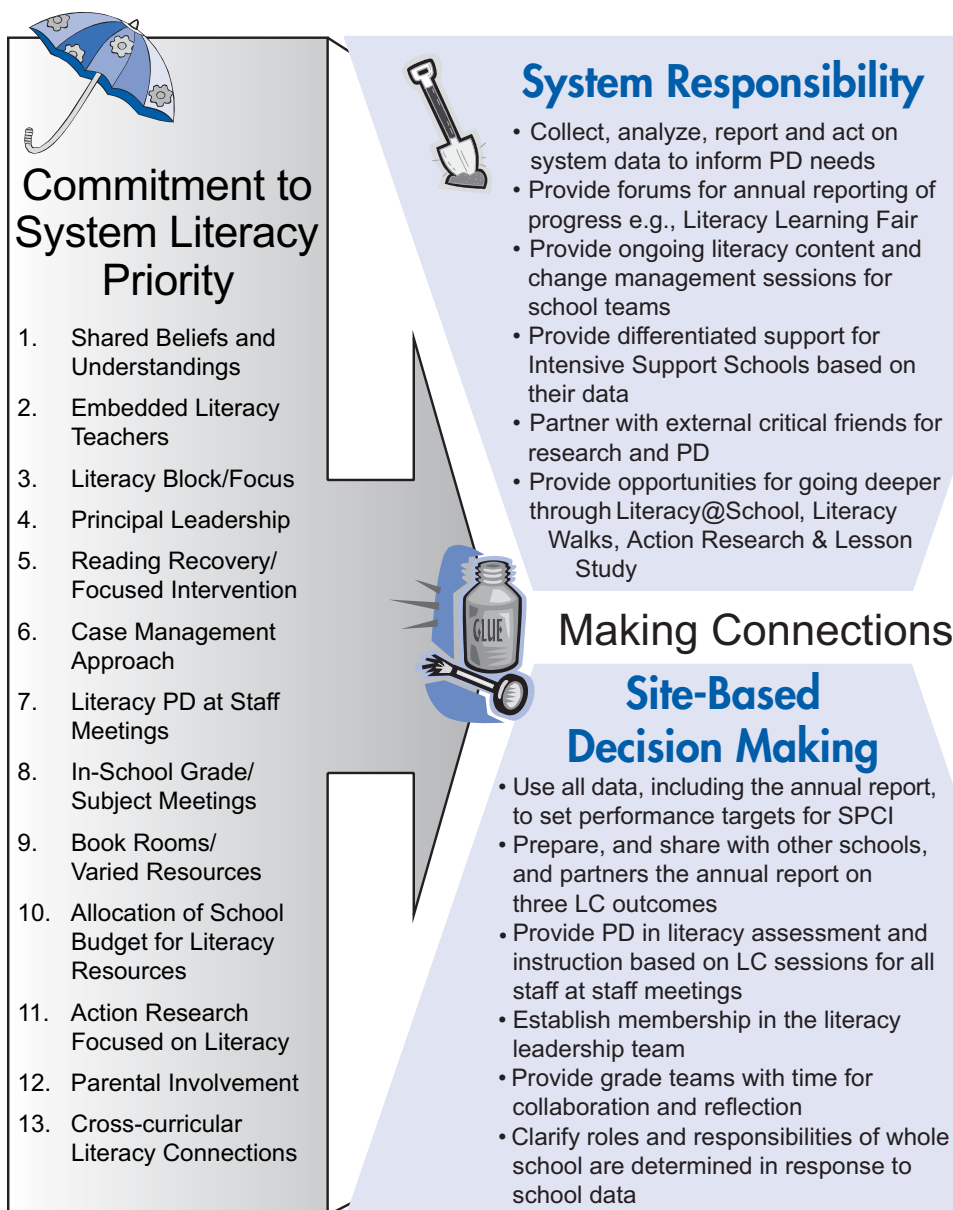 Commitment to
System Literacy
Priority
1. Shared Beliefs and
Understandings
2. Embedded Literacy
Teachers
3. Literacy Block/Focus
4. Principal Leadership
5. Reading Recovery/
Focused Intervention
6. Case Management
Approach
7. Literacy PD at Staff
Meetings
8. In-School Grade/
Subject Meetings
9. Book Rooms/
Varied Resources
10. Allocation of School
Budget for Literacy
Resources
11. Action Research
Focused on Literacy
12. Parental Involvement
13. Cross-curricular
Literacy Connections
System Responsibility
• Collect, analyze, report and act on
system data to inform PD needs
• Provide forums for annual reporting of
progress e.g., Literacy Learning Fair
• Provide ongoing literacy content and
change management sessions for
school teams
• Provide differentiated support for
Intensive Support Schools based on
their data
• Partner with external critical friends for
research and PD
• Provide opportunities for going deeper
through Literacy@School, Literacy
Walks, Action Research & Lesson
Study
GLUE
Making Connections
Site-Based
Decision Making
• Use all data, including the annual report,
to set performance targets for SPCI
• Prepare, and share with other schools,
and partners the annual report on
three LC outcomes
• Provide PD in literacy assessment and
instruction based on LC sessions for all
staff at staff meetings
• Establish membership in the literacy
leadership team
• Provide grade teams with time for
collaboration and reflection
• Clarify roles and responsibilities of whole
school are determined in response to
school data